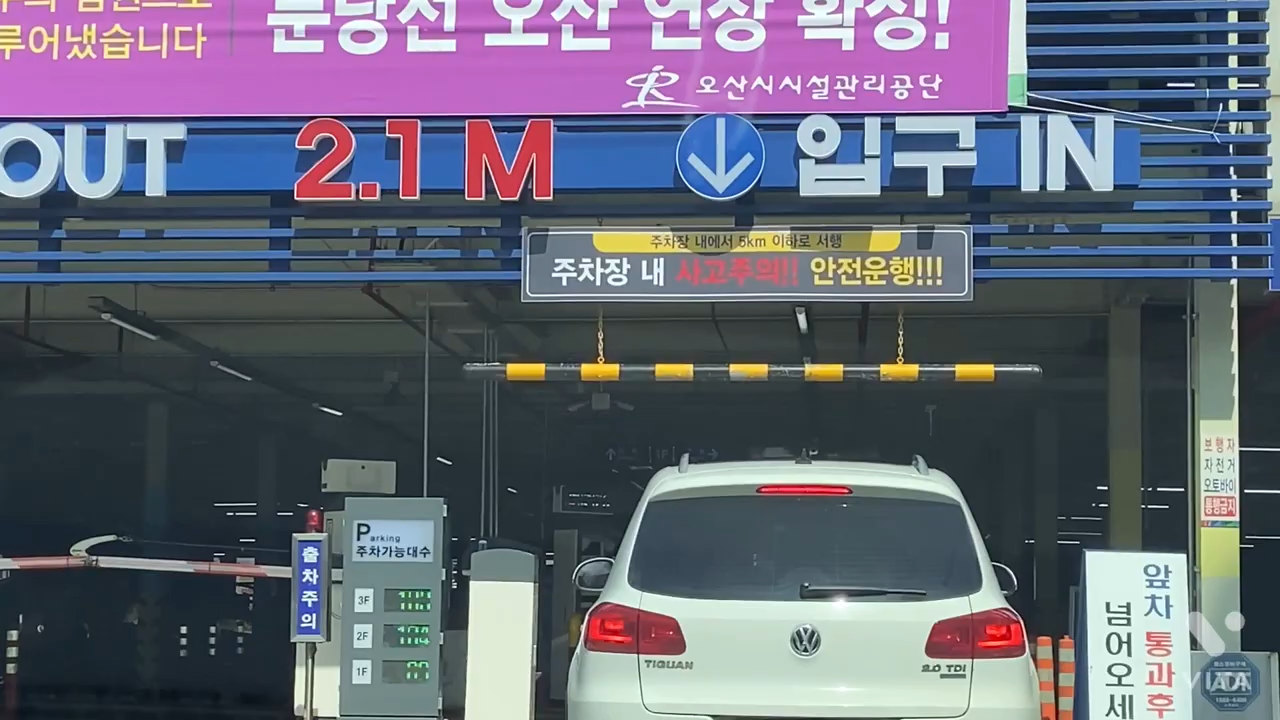 루어냈습니다
분당선 오산 연장 확정!
오산시시설관리공단
OUT 2.1 M 입구 IN
주차장 내에서 5km 이하로 서행
주차장 내 사고주의!! 안전운행!!!
보행자
자전거
오토바이
통행금지
Parking
주차가능대수
출차주의
3F
2F
1F
TIGUAN
2.0 TDI
앞차 통과후
넘어오세
VITA